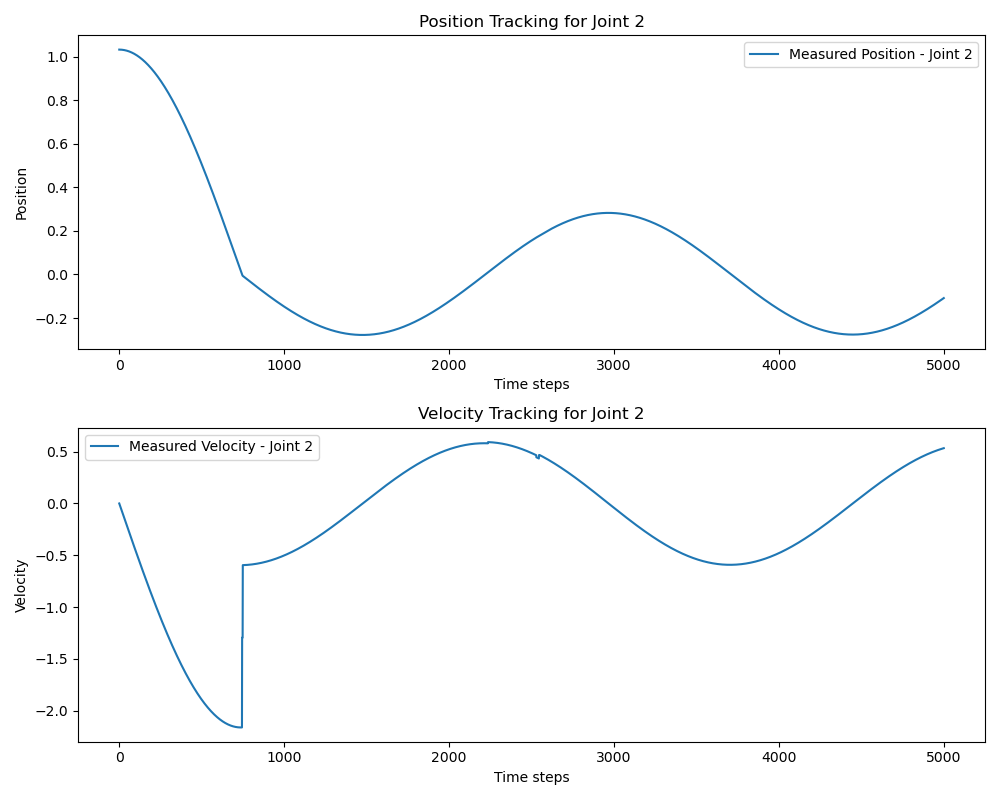 Position Tracking for Joint 2
Measured Position - Joint 2
Position
1.0
0.8
0.6
0.4
0.2
0.0
−0.2
0 1000 2000 3000 4000 5000
Time steps
Velocity Tracking for Joint 2
Measured Velocity - Joint 2
Velocity
0.5
0.0
−0.5
−1.0
−1.5
−2.0
0 1000 2000 3000 4000 5000
Time steps